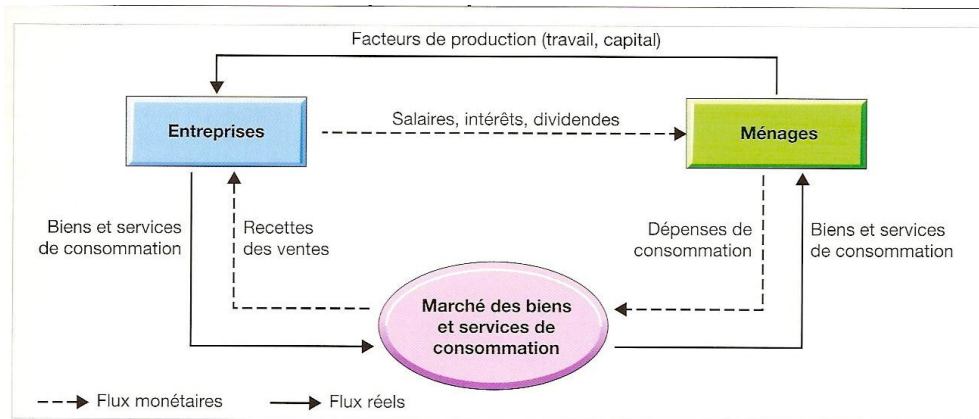 Facteurs de production (travail, capital)
Entreprises
Salaires, intérêts, dividendes
Ménages
Biens et services
de consommation
Recettes
des ventes
Dépenses de
consommation
Biens et services
de consommation
Marché des biens
et services de
consommation
Flux monétaires
Flux réels